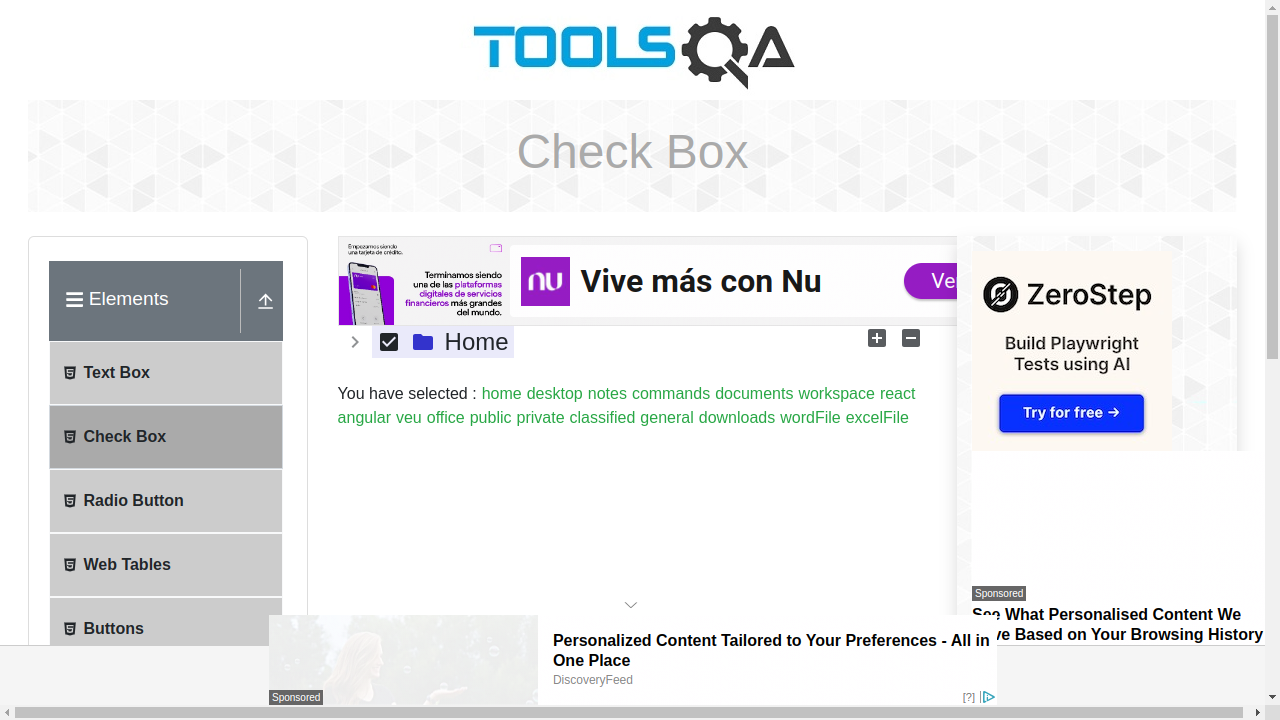 TOOLSQA
Check Box
Elements
Text Box
Check Box
Radio Button
Web Tables
Buttons
Empezamos siendo
una tarjeta de crédito.
Terminamos siendo
una de las plataformas
digitales de servicios
financieros más grandes
del mundo.
nu
Vive más con Nu
Ve
Home
You have selected :
home desktop notes commands documents workspace react
angular veu office public private classified general downloads wordFile excelFile
ZeroStep
Build Playwright
Tests using AI
Try for free →
Sponsored
See What Personalised Content We
ve Based on Your Browsing History
Personalized Content Tailored to Your Preferences - All in
One Place
DiscoveryFeed
Sponsored
[?]